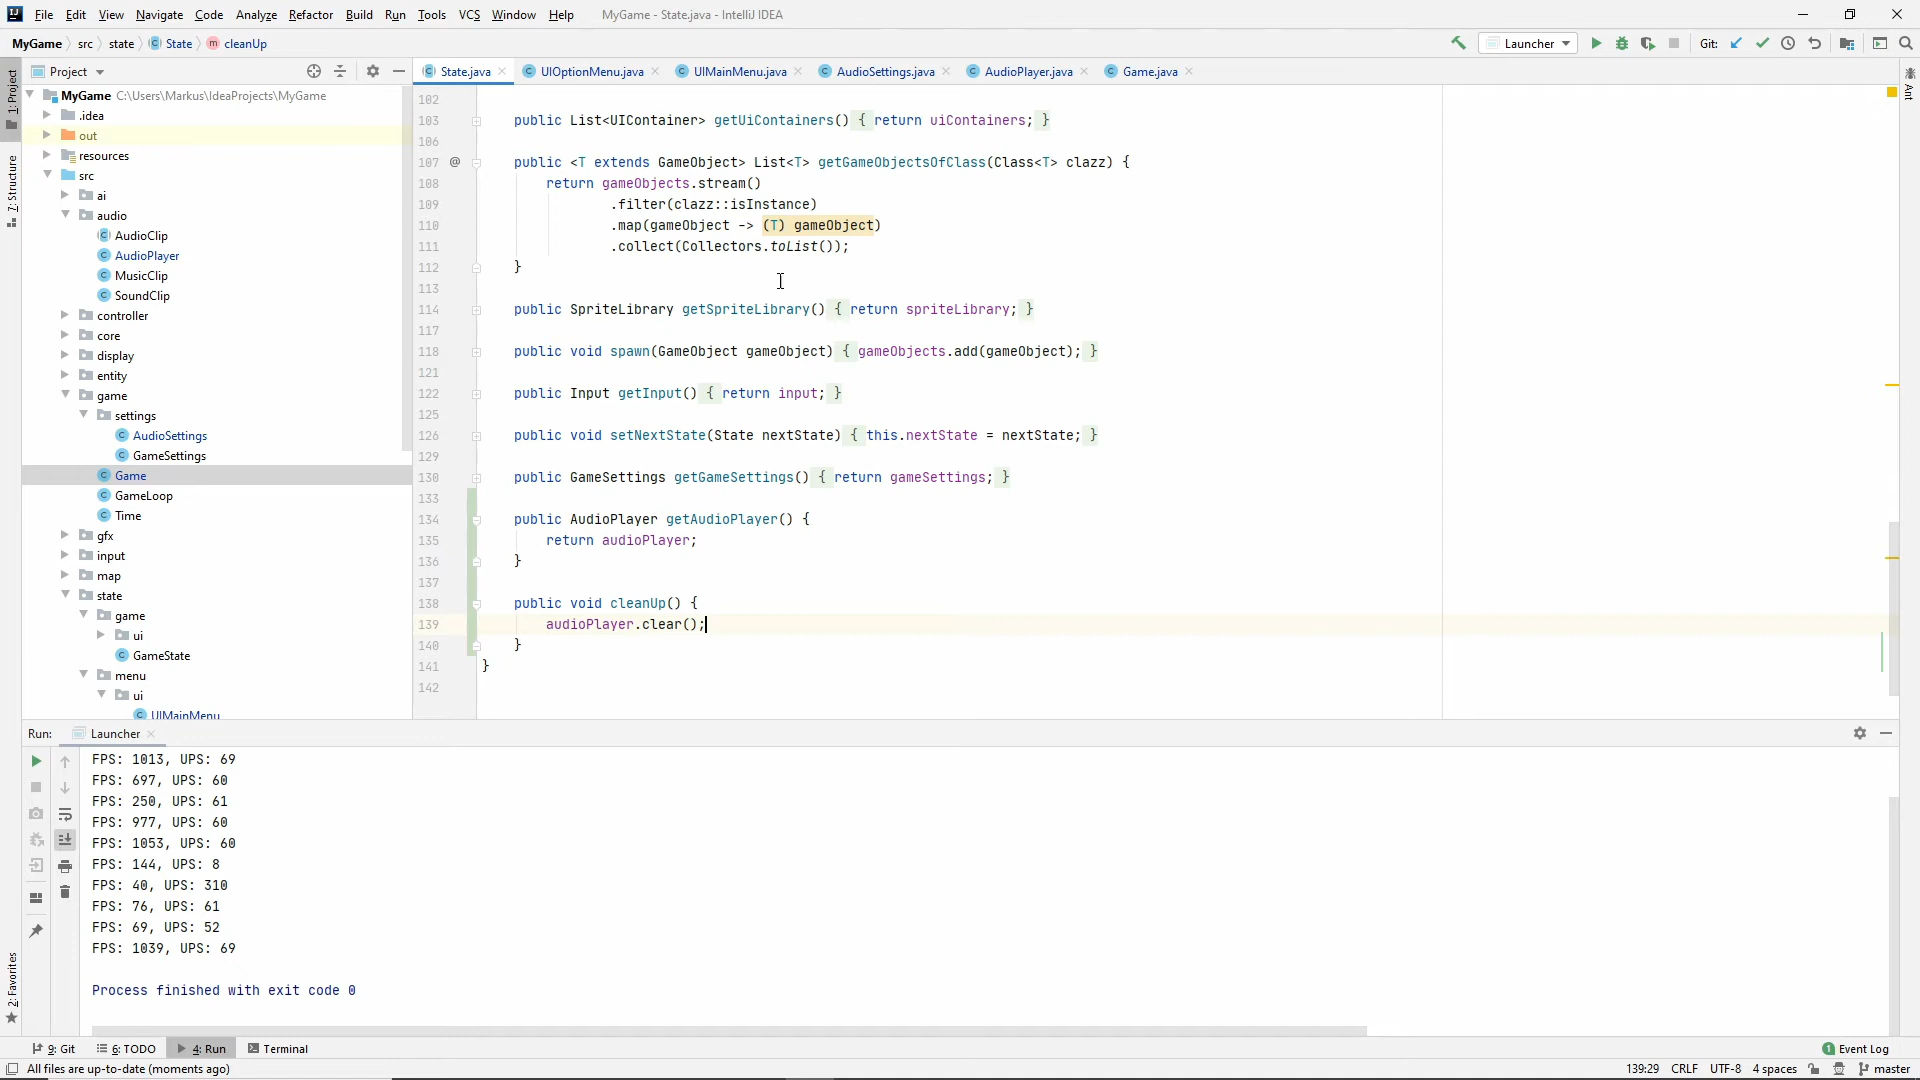 File Edit View Navigate Code Analyze Refactor Build Run Tools VCS Window Help MyGame - State.java - IntelliJ IDEA
MyGame src state State cleanUp Launcher Git:
Project State.java UIOptionMenu.java UIMainMenu.java AudioSettings.java AudioPlayer.java Game.java
1: Project
7: Structure
2: Favorites
Ant
MyGame C:\Users\Markus\IdeaProjects\MyGame
.idea
out
resources
src
ai
audio
AudioClip
AudioPlayer
MusicClip
SoundClip
controller
core
display
entity
game
settings
AudioSettings
GameSettings
Game
GameLoop
Time
gfx
input
map
state
game
ui
GameState
menu
ui
UIMainMenu
102
103 public List<UIContainer> getUiContainers() { return uiContainers; }
106
107 @ public <T extends GameObject> List<T> getGameObjectsOfClass(Class<T> clazz) {
108 return gameObjects.stream()
109 .filter(clazz::isInstance)
110 .map(gameObject -> (T) gameObject)
111 .collect(Collectors.toList());
112 }
113
114 public SpriteLibrary getSpriteLibrary() { return spriteLibrary; }
117
118 public void spawn(GameObject gameObject) { gameObjects.add(gameObject); }
121
122 public Input getInput() { return input; }
125
126 public void setNextState(State nextState) { this.nextState = nextState; }
129
130 public GameSettings getGameSettings() { return gameSettings; }
133
134 public AudioPlayer getAudioPlayer() {
135 return audioPlayer;
136 }
137
138 public void cleanUp() {
139 audioPlayer.clear();
140 }
141 }
142
Run: Launcher
FPS: 1013, UPS: 69
FPS: 697, UPS: 60
FPS: 250, UPS: 61
FPS: 977, UPS: 60
FPS: 1053, UPS: 60
FPS: 144, UPS: 8
FPS: 40, UPS: 310
FPS: 76, UPS: 61
FPS: 69, UPS: 52
FPS: 1039, UPS: 69
Process finished with exit code 0
9: Git 6: TODO 4: Run Terminal 1 Event Log
All files are up-to-date (moments ago) 139:29 CRLF UTF-8 4 spaces master